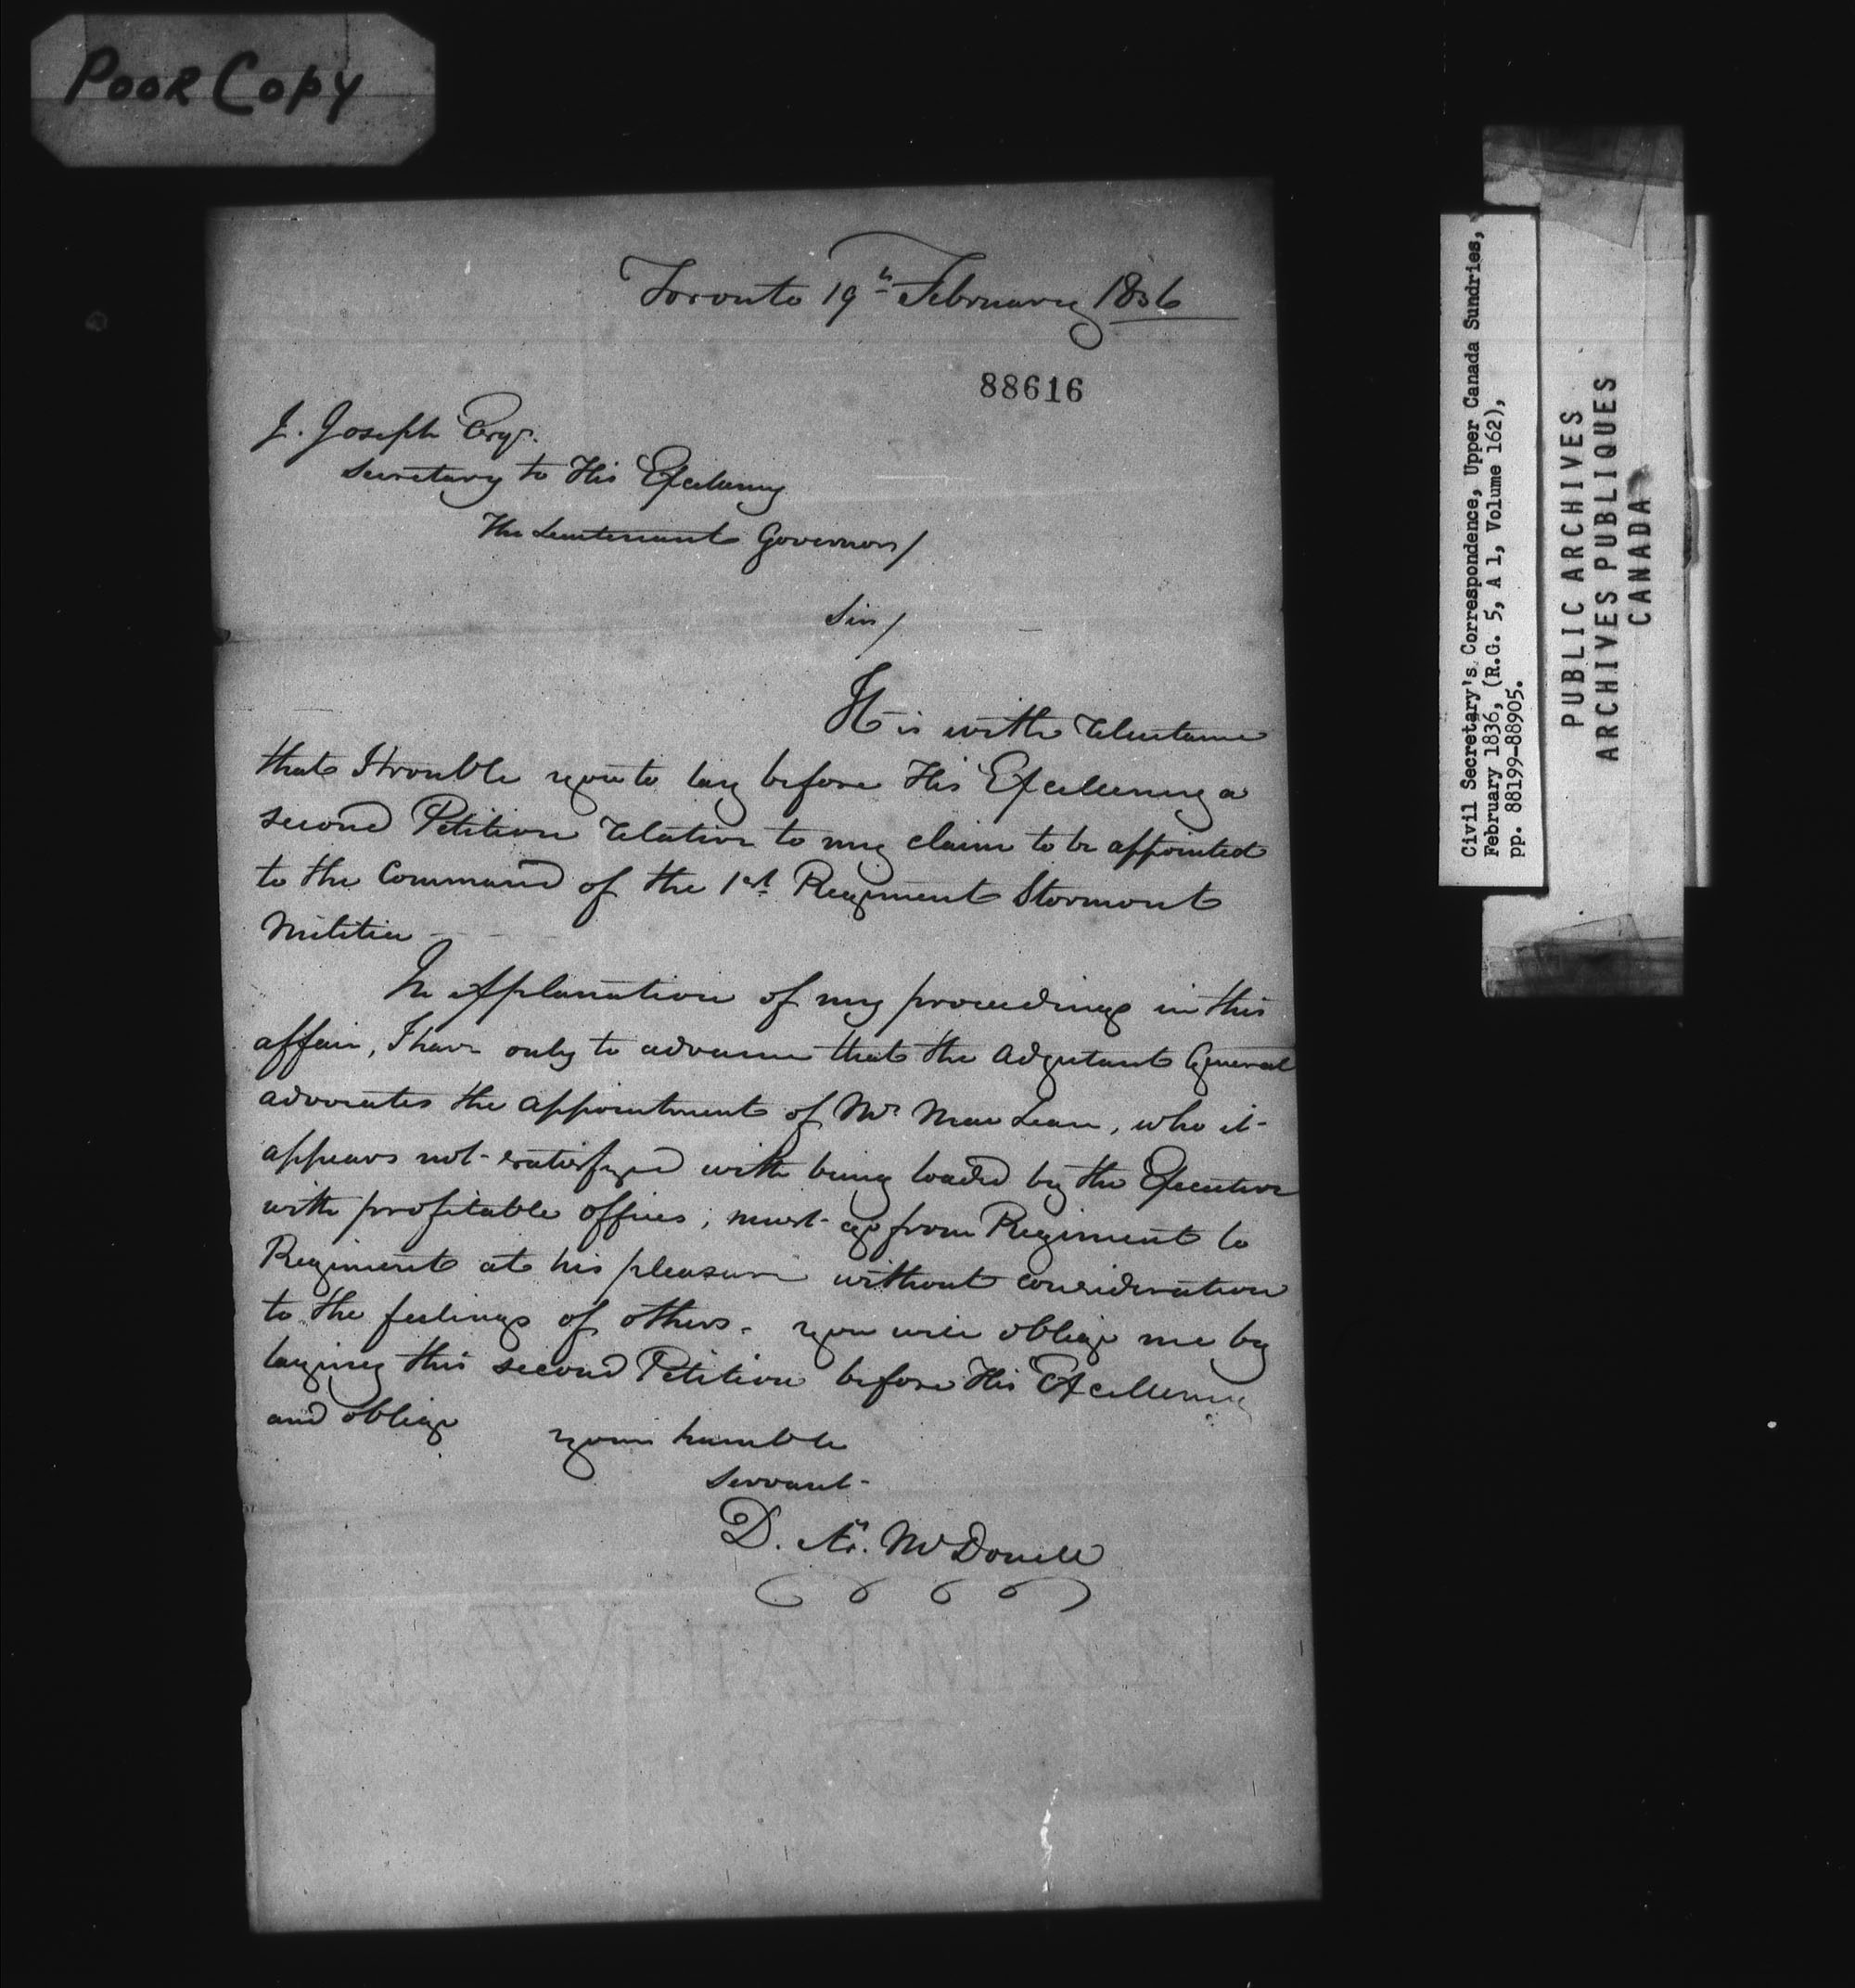 POOR COPY
Toronto 19th February 1836
88616
J. Joseph Esqr.
Secretary to His Excellency
The Lieutenant Governor/
Sir/
It is with reluctance
that I trouble you to lay before His Excellency a
second Petition relative to my claim to be appointed
to the Command of the 1st Regiment Stormont
Militia
In explanation of my proceedings in this
affair, I have only to advance that the Adjutant General
advocates the appointment of Mr MacLean, who it
appears not satisfyed with being loaded by the Executive
with profitable offices, must go from Regiment to
Regiment at his pleasure without consideration
to the feelings of others. you will oblige me by
laying this second Petition before His Excellency
and oblige
your humble
Servant
D. Æs. McDonell
Civil Secretary's Correspondence, Upper Canada Sundries,
February 1836, (R.G. 5, A 1, Volume 162),
pp. 88199-88905.
PUBLIC ARCHIVES
ARCHIVES PUBLIQUES
CANADA